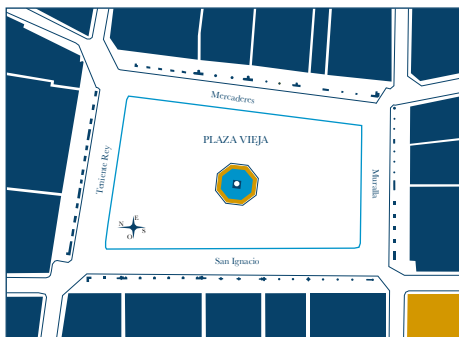 Mercaderes
PLAZA VIEJA
Teniente Rey
Muralla
E
N
S
O
San Ignacio